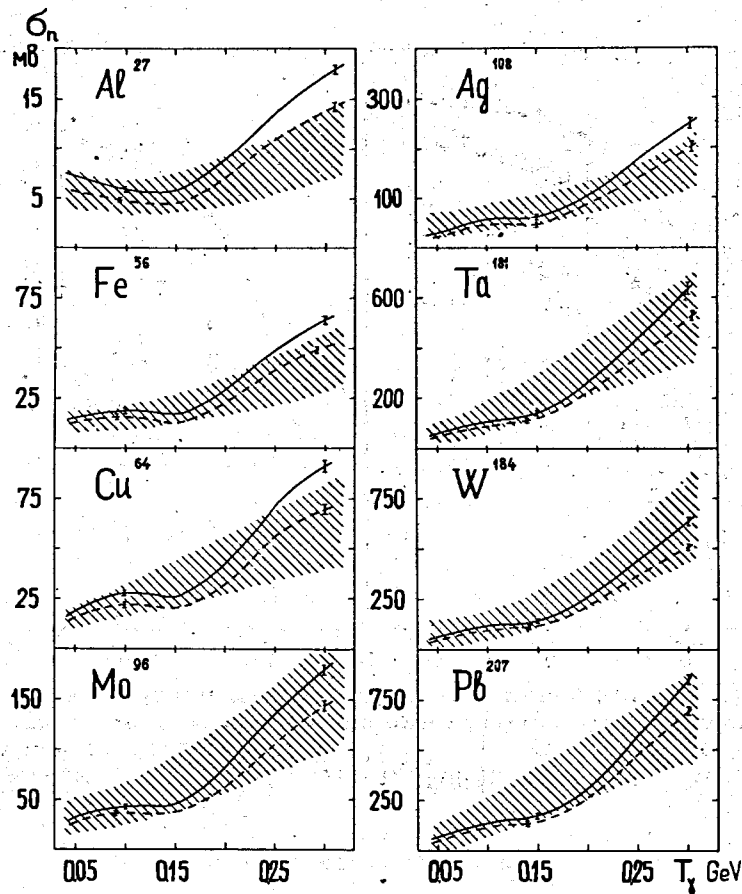 σₙ
мв
Al²⁷
15
5
Ag¹⁰⁸
300
100
Fe⁵⁶
75
25
Ta¹⁸¹
600
200
Cu⁶⁴
75
25
W¹⁸⁴
750
250
Mo⁹⁶
150
50
Pb²⁰⁷
750
250
0.05 0.15 0.25
0.05 0.15 0.25 Tγ GeV